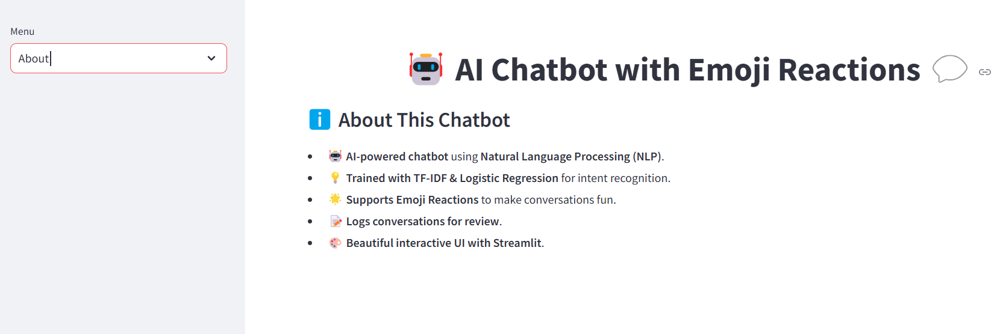 Menu
About
🤖 AI Chatbot with Emoji Reactions 💬
ℹ️ About This Chatbot
• 🤖 AI-powered chatbot using Natural Language Processing (NLP).
• 💡 Trained with TF-IDF & Logistic Regression for intent recognition.
• 🌟 Supports Emoji Reactions to make conversations fun.
• 📝 Logs conversations for review.
• 🎨 Beautiful interactive UI with Streamlit.